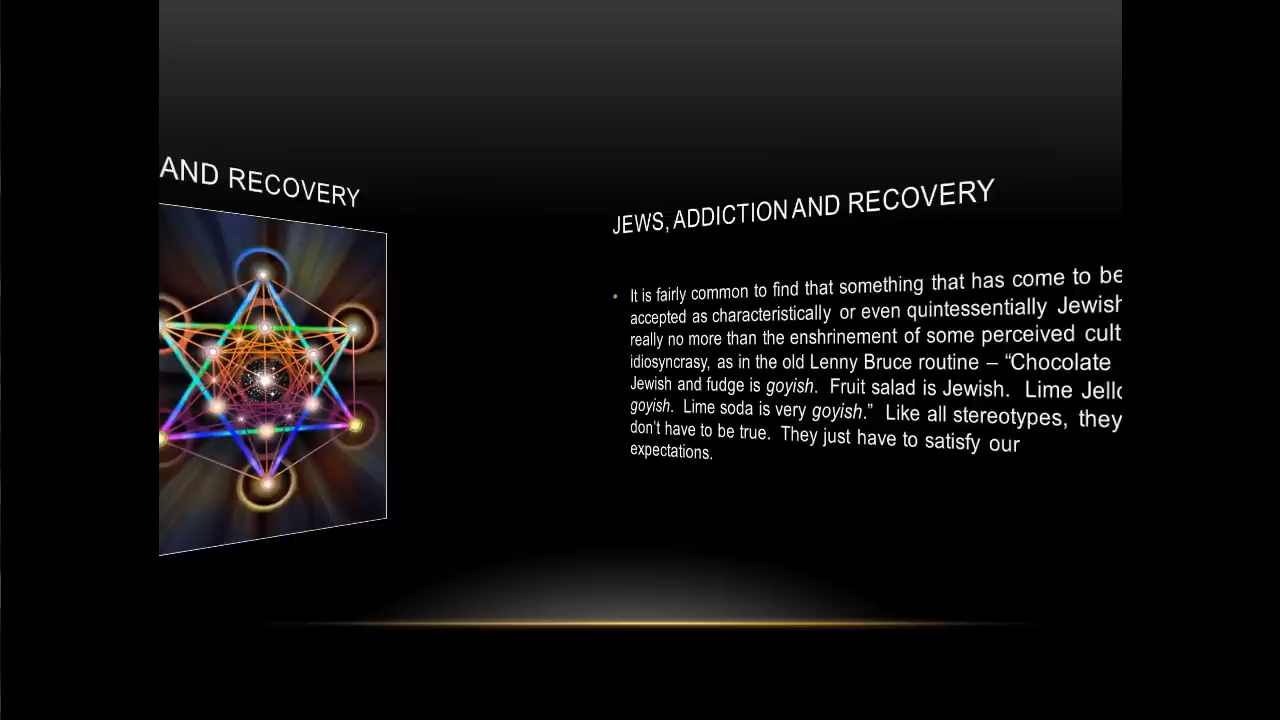 AND RECOVERY
JEWS, ADDICTION AND RECOVERY
• It is fairly common to find that something that has come to be
accepted as characteristically or even quintessentially Jewish
really no more than the enshrinement of some perceived cult
idiosyncrasy, as in the old Lenny Bruce routine – “Chocolate
Jewish and fudge is goyish. Fruit salad is Jewish. Lime Jello
goyish. Lime soda is very goyish.” Like all stereotypes, they
don’t have to be true. They just have to satisfy our
expectations.